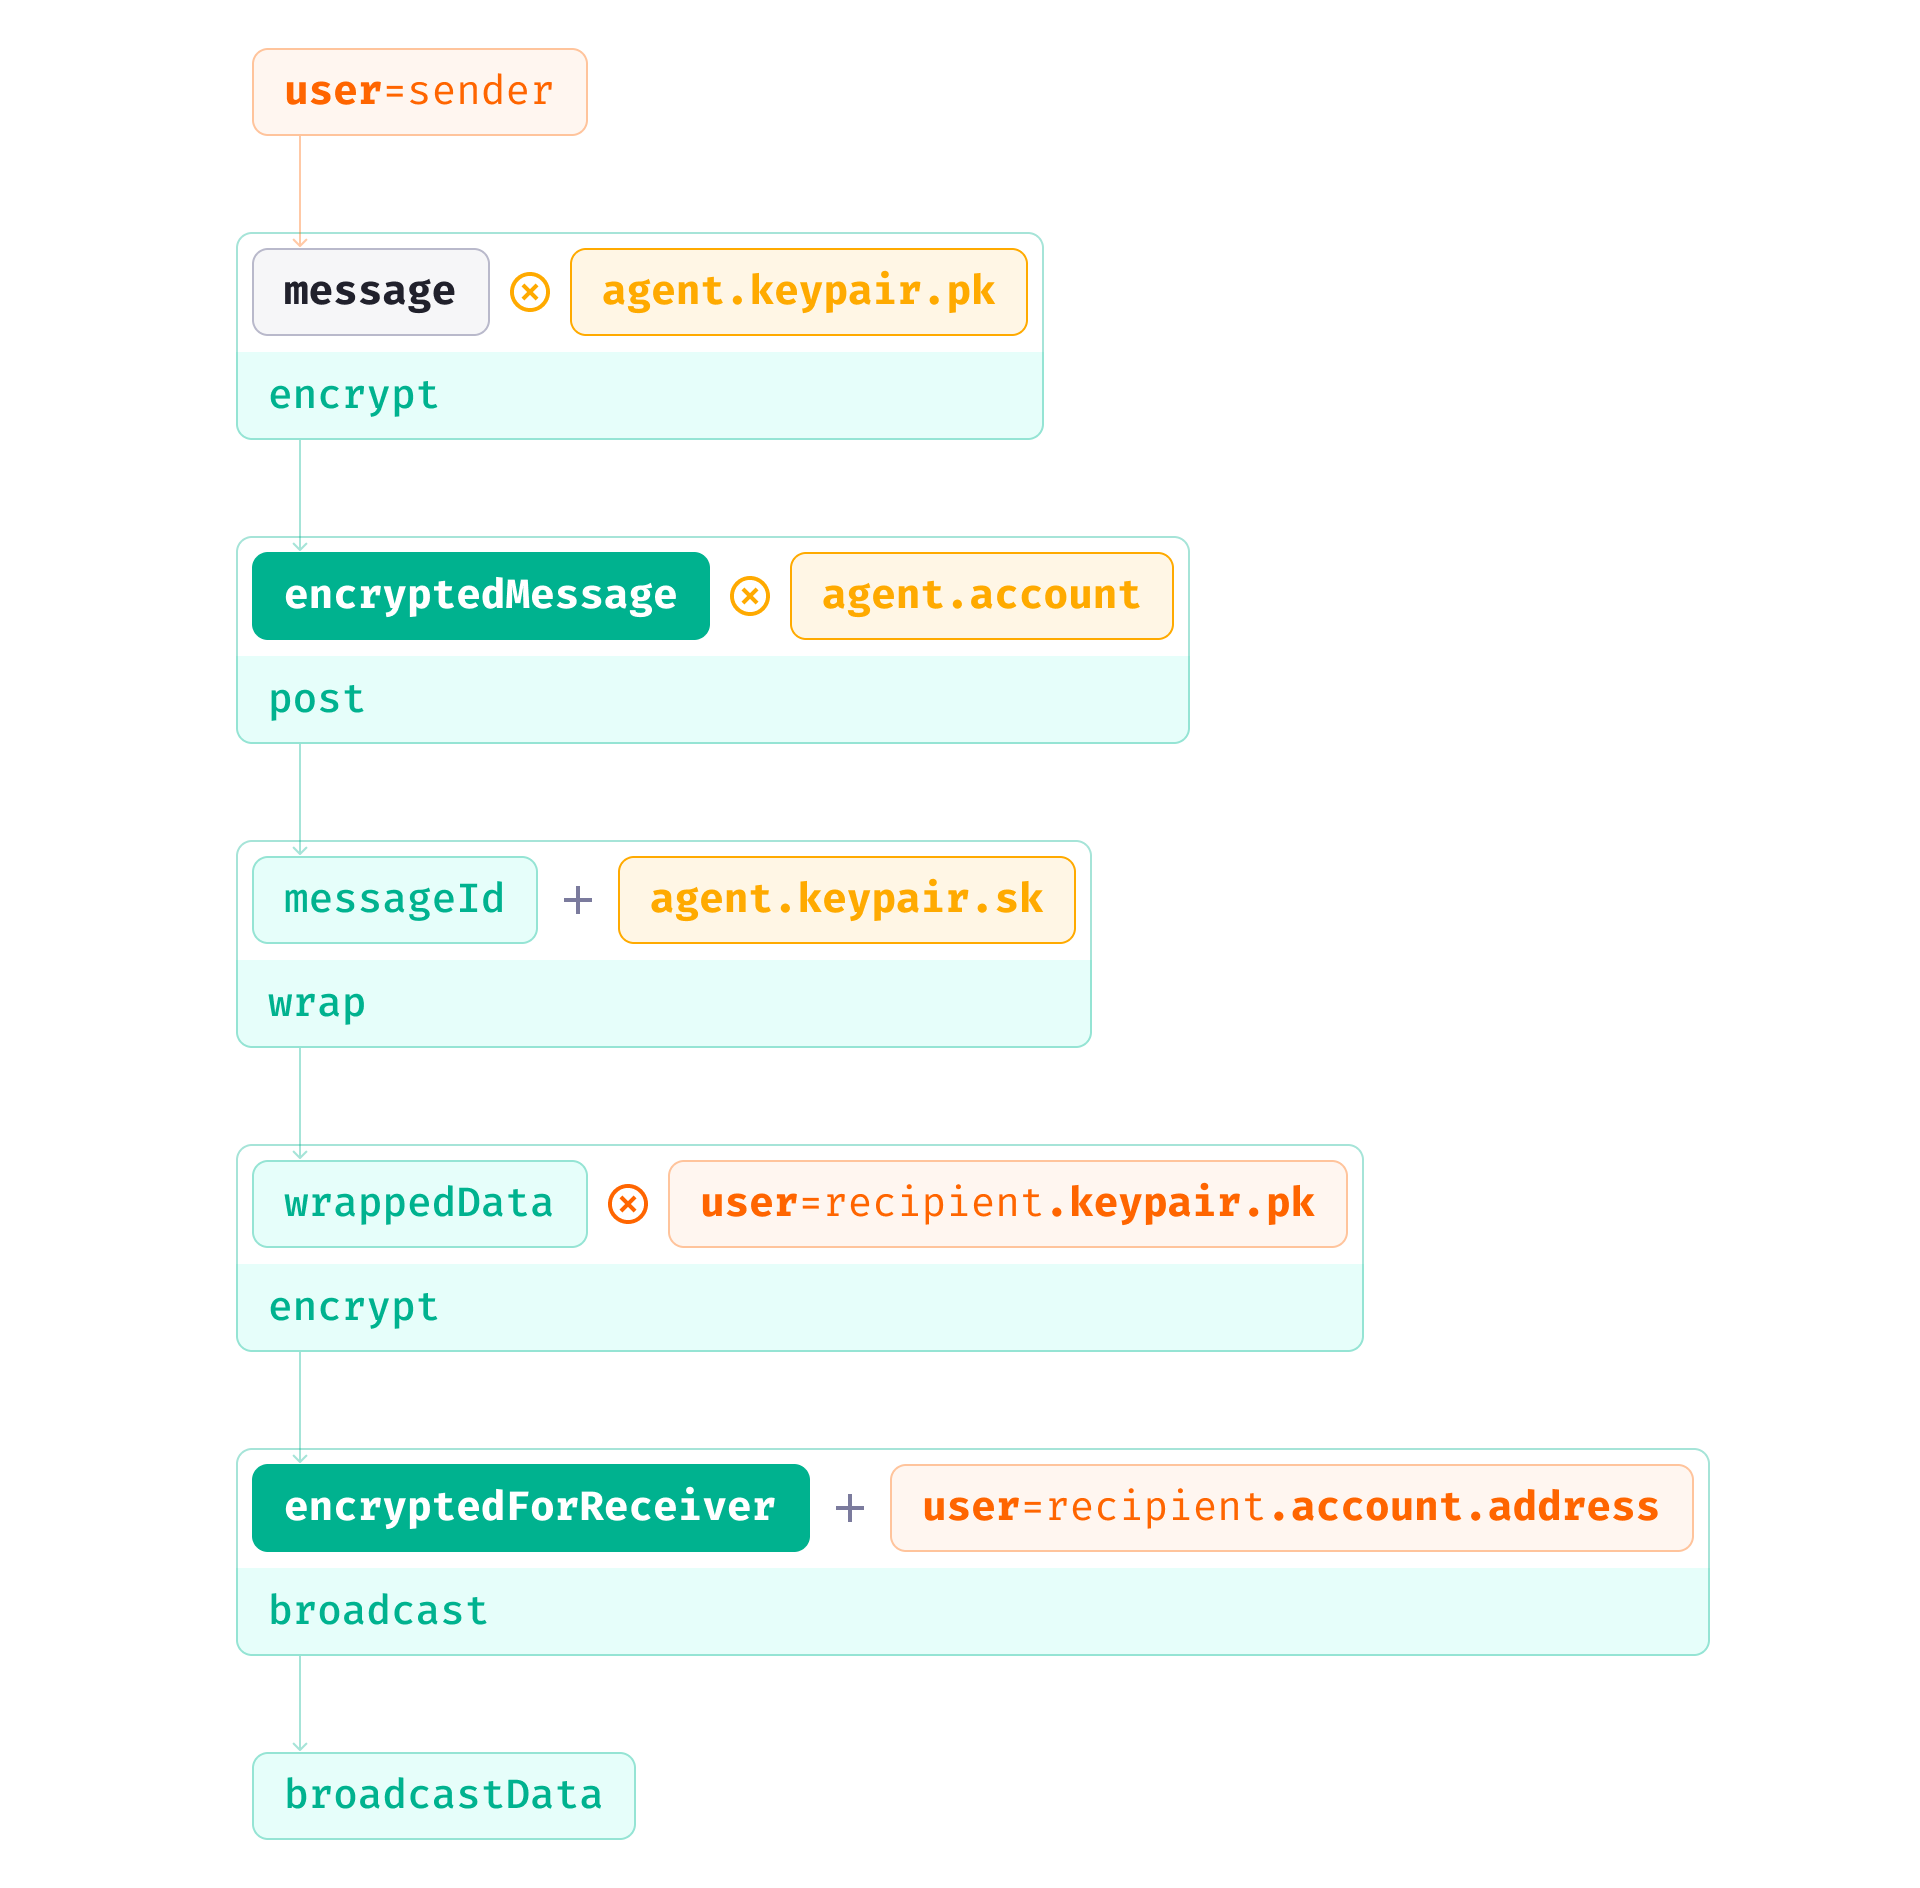 user=sender
message ⊗ agent.keypair.pk
encrypt
encryptedMessage ⊗ agent.account
post
messageId + agent.keypair.sk
wrap
wrappedData ⊗ user=recipient.keypair.pk
encrypt
encryptedForReceiver + user=recipient.account.address
broadcast
broadcastData